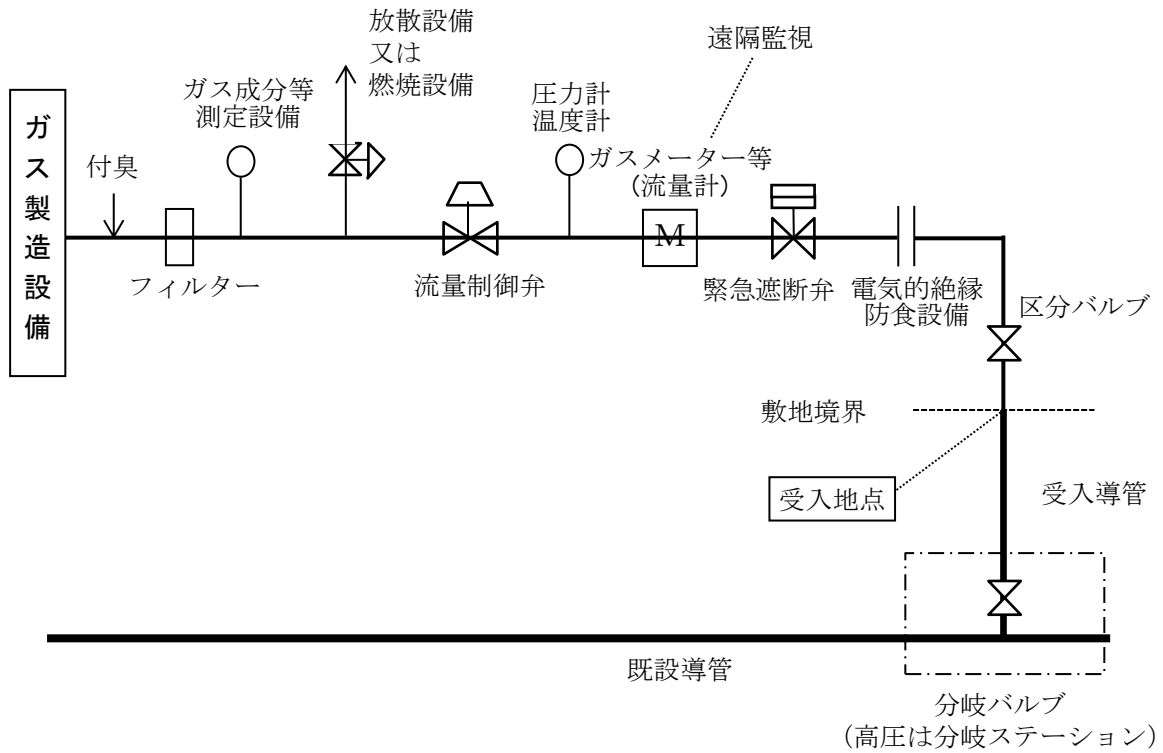 放散設備
又は
燃焼設備
遠隔監視
ガス成分等
測定設備
圧力計
温度計
ガス製造設備
付臭
ガスメーター等
(流量計)
M
フィルター
流量制御弁
緊急遮断弁
電気的絶縁
防食設備
区分バルブ
敷地境界
受入地点
受入導管
既設導管
分岐バルブ
(高圧は分岐ステーション)